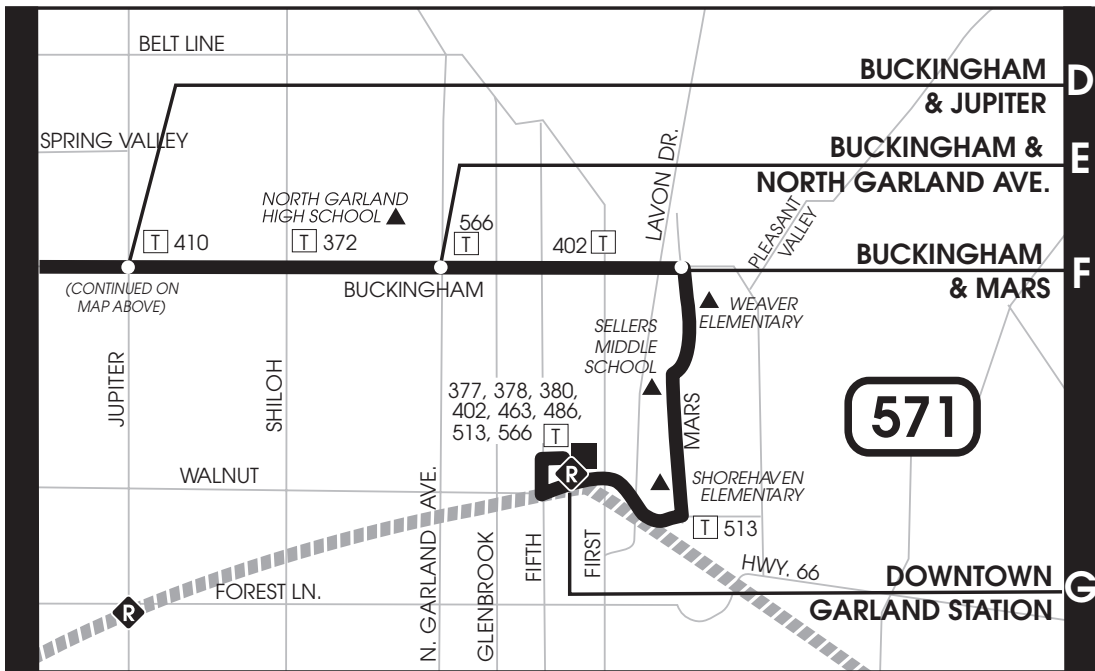 BELT LINE
BUCKINGHAM
& JUPITER
D
SPRING VALLEY
BUCKINGHAM &
NORTH GARLAND AVE.
E
LAVON DR.
NORTH GARLAND
HIGH SCHOOL
566
T
T 410
T 372
402 T
PLEASANT
VALLEY
BUCKINGHAM
& MARS
F
(CONTINUED ON
MAP ABOVE)
BUCKINGHAM
WEAVER
ELEMENTARY
SELLERS
MIDDLE
SCHOOL
JUPITER
SHILOH
377, 378, 380,
402, 463, 486,
513, 566 T
MARS
571
WALNUT
R
SHOREHAVEN
ELEMENTARY
T 513
N. GARLAND AVE.
GLENBROOK
FIFTH
FIRST
HWY. 66
FOREST LN.
R
DOWNTOWN
GARLAND STATION
G